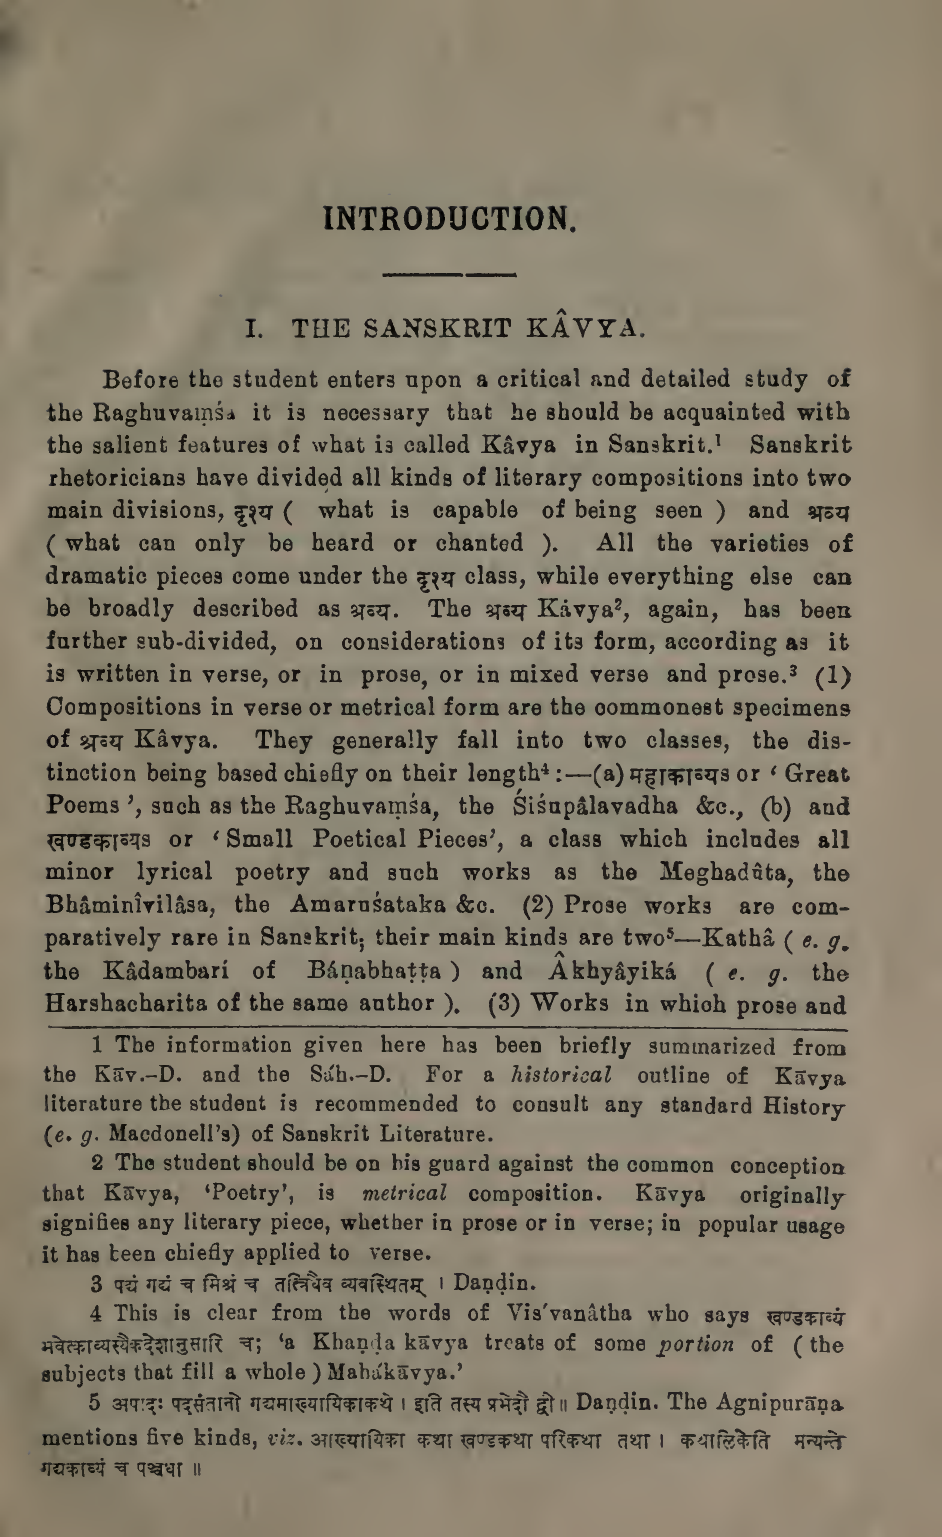 INTRODUCTION.
I. THE SANSKRIT KÂVYA.
Before the student enters upon a critical and detailed study of
the Raghuvaṃśa it is necessary that he should be acquainted with
the salient features of what is called Kâvya in Sanskrit.¹ Sanskrit
rhetoricians have divided all kinds of literary compositions into two
main divisions, दृश्य ( what is capable of being seen ) and श्रव्य
( what can only be heard or chanted ). All the varieties of
dramatic pieces come under the दृश्य class, while everything else can
be broadly described as श्रव्य. The श्रव्य Kâvya², again, has been
further sub-divided, on considerations of its form, according as it
is written in verse, or in prose, or in mixed verse and prose.³ (1)
Compositions in verse or metrical form are the commonest specimens
of श्रव्य Kâvya. They generally fall into two classes, the dis-
tinction being based chiefly on their length⁴ :—(a) महाकाव्यs or ‘ Great
Poems ’, such as the Raghuvaṃśa, the Śiśupâlavadha &c., (b) and
खण्डकाव्यs or ‘ Small Poetical Pieces’, a class which includes all
minor lyrical poetry and such works as the Meghadûta, the
Bhâminîvilâsa, the Amaruśataka &c. (2) Prose works are com-
paratively rare in Sanskrit; their main kinds are two⁵—Kathâ ( e. g.
the Kâdambarí of Bánabhaṭṭa ) and Âkhyâyiká ( e. g. the
Harshacharita of the same author ). (3) Works in which prose and
1 The information given here has been briefly summarized from
the Kāv.-D. and the Sáh.-D. For a historical outline of Kāvya
literature the student is recommended to consult any standard History
(e. g. Macdonell’s) of Sanskrit Literature.
2 The student should be on his guard against the common conception
that Kāvya, ‘Poetry’, is metrical composition. Kāvya originally
signifies any literary piece, whether in prose or in verse; in popular usage
it has been chiefly applied to verse.
3 पद्यं गद्यं च मिश्रं च तत्त्रिधैव व्यवस्थितम् । Daṇḍin.
4 This is clear from the words of Vis′vanâtha who says खण्डकाव्यं
भवेत्काव्यस्यैकदेशानुसारि च; ‘a Khaṇḍa kāvya treats of some portion of ( the
subjects that fill a whole ) Mahákāvya.’
5 अपादः पदसंतानो गद्यमाख्यायिकाकथे । इति तस्य प्रभेदौ द्वौ ॥ Daṇḍin. The Agnipurāṇa
mentions five kinds, viz. आख्यायिका कथा खण्डकथा परिकथा तथा । कथालिकेति मन्यन्ते
गद्यकाव्यं च पञ्चधा ॥